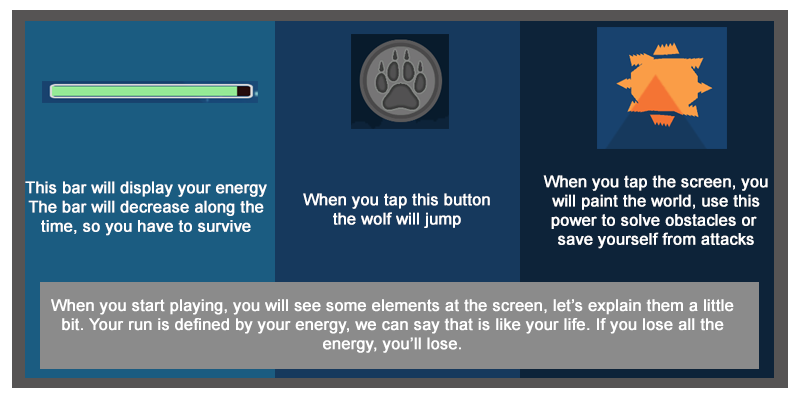 This bar will display your energy
The bar will decrease along the
time, so you have to survive
When you tap this button
the wolf will jump
When you tap the screen, you
will paint the world, use this
power to solve obstacles or
save yourself from attacks
When you start playing, you will see some elements at the screen, let's explain them a little
bit. Your run is defined by your energy, we can say that is like your life. If you lose all the
energy, you'll lose.